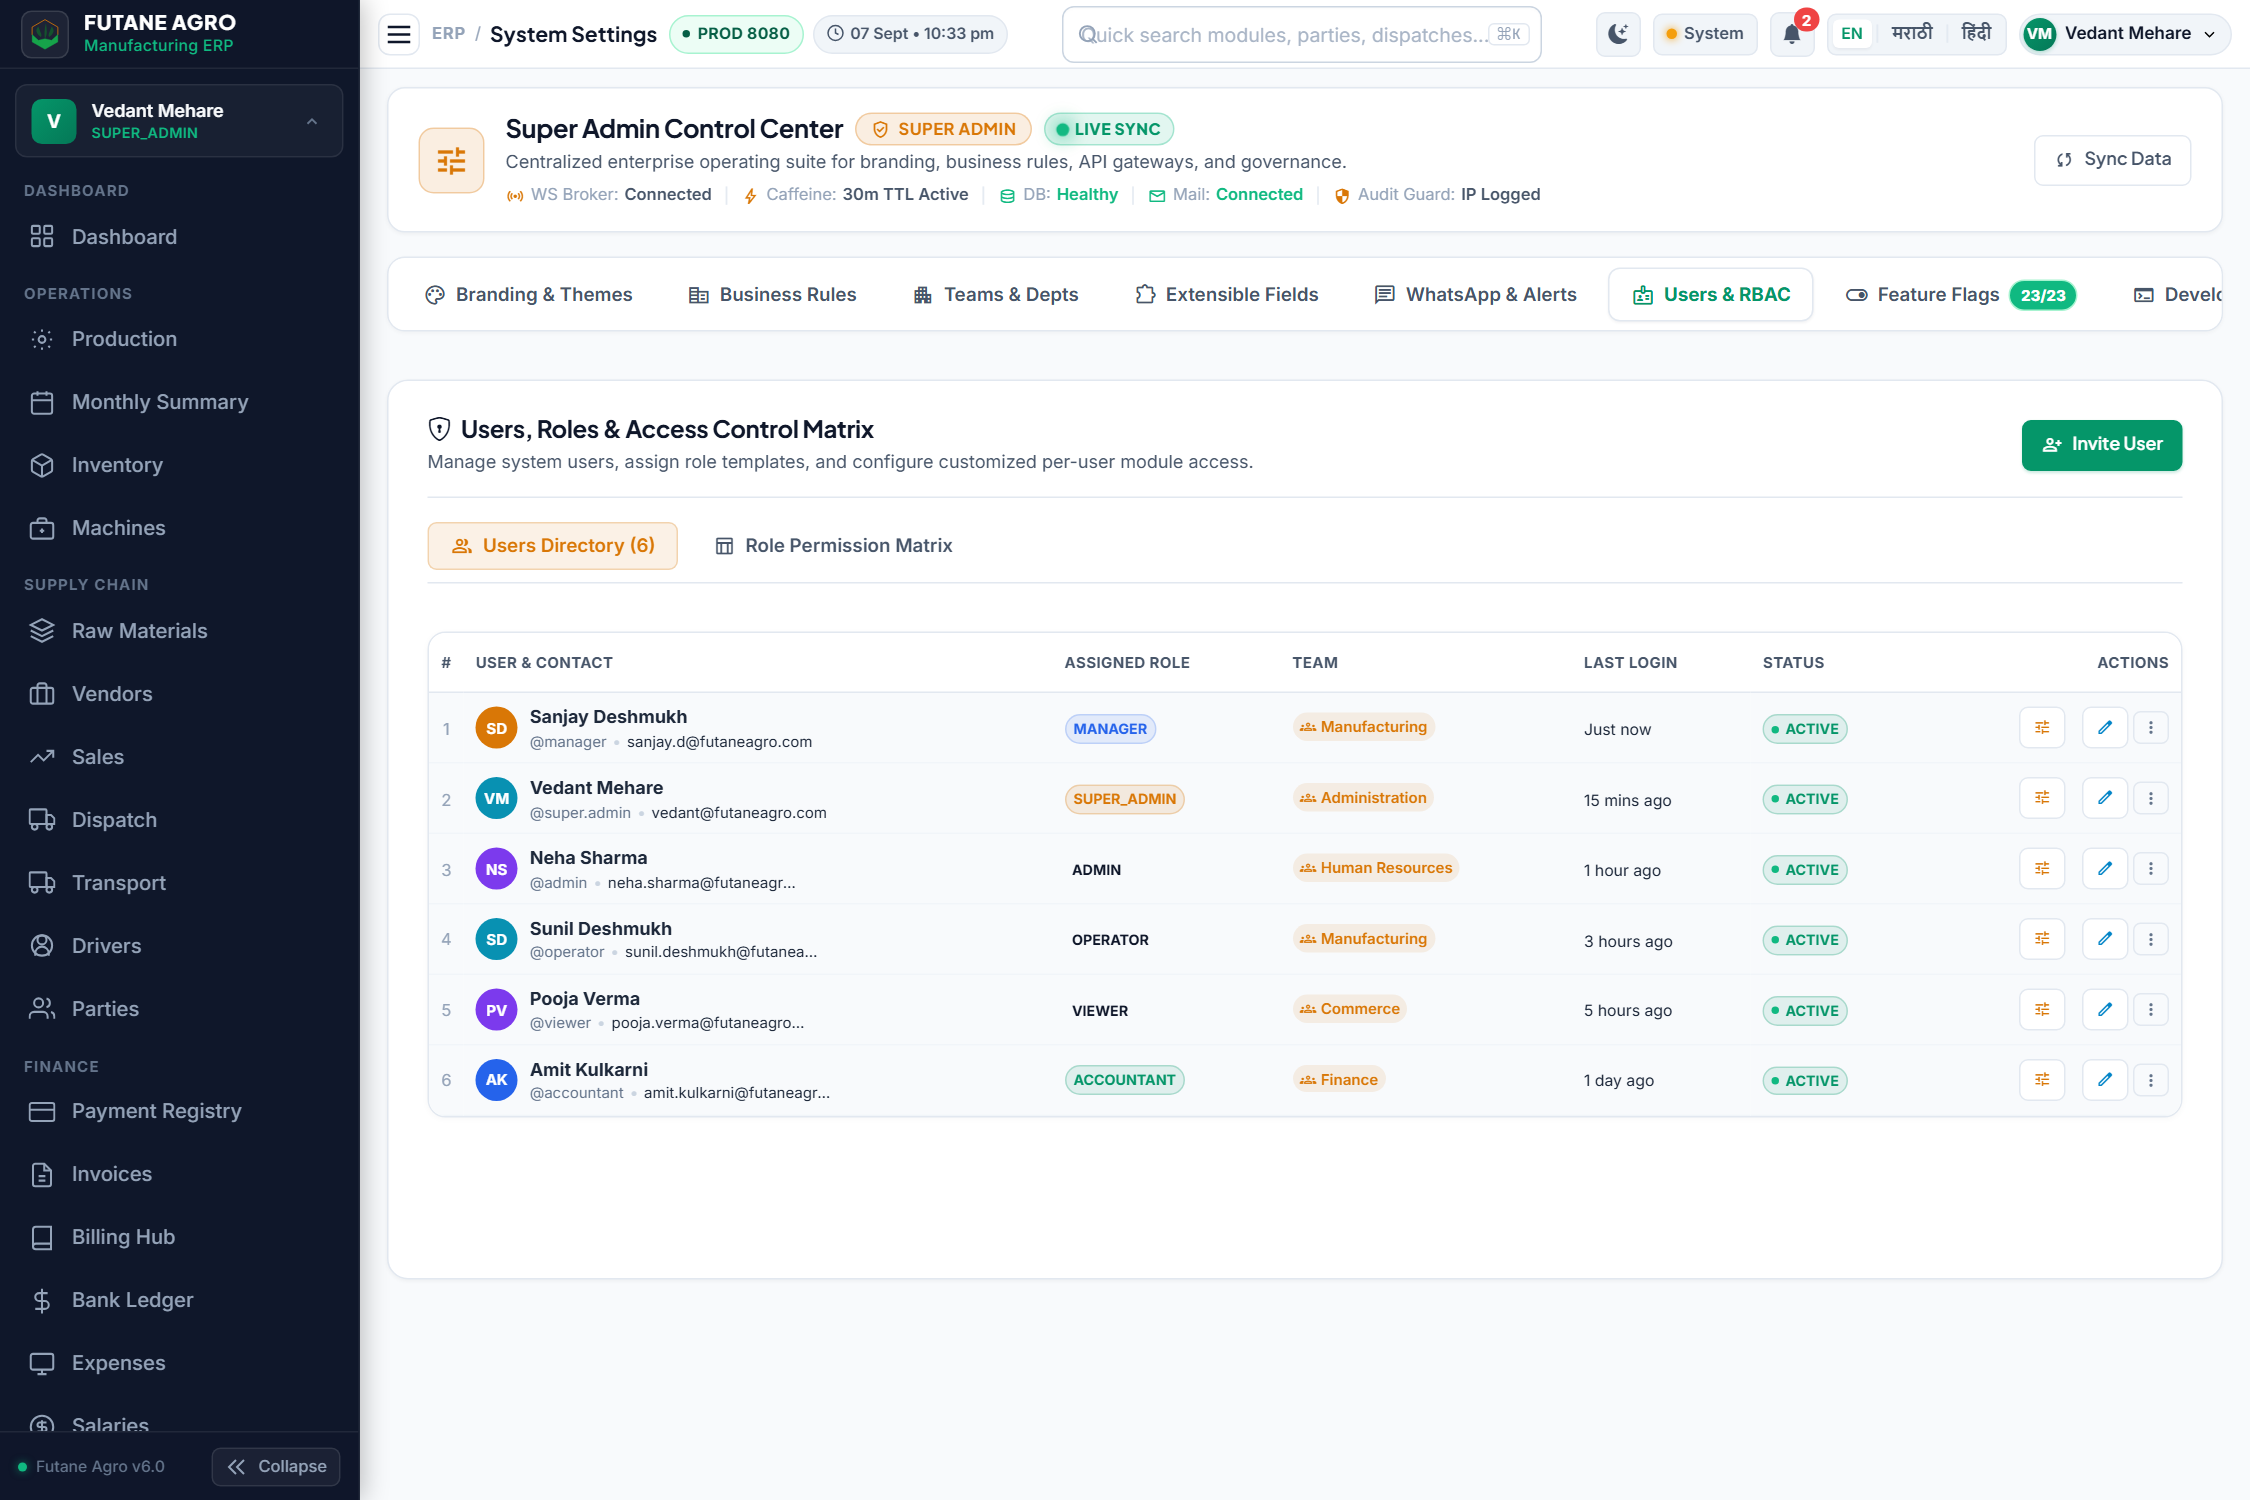 FUTANE AGRO
Manufacturing ERP
V
Vedant Mehare
SUPER_ADMIN
DASHBOARD
Dashboard
OPERATIONS
Production
Monthly Summary
Inventory
Machines
SUPPLY CHAIN
Raw Materials
Vendors
Sales
Dispatch
Transport
Drivers
Parties
FINANCE
Payment Registry
Invoices
Billing Hub
Bank Ledger
Expenses
Salaries
Futane Agro v6.0
Collapse
ERP / System Settings
PROD 8080
07 Sept • 10:33 pm
Quick search modules, parties, dispatches... ⌘K
System
2
EN मराठी हिंदी
VM Vedant Mehare
Super Admin Control Center SUPER ADMIN LIVE SYNC
Centralized enterprise operating suite for branding, business rules, API gateways, and governance.
WS Broker: Connected Caffeine: 30m TTL Active DB: Healthy Mail: Connected Audit Guard: IP Logged
Sync Data
Branding & Themes Business Rules Teams & Depts Extensible Fields WhatsApp & Alerts Users & RBAC Feature Flags 23/23 Develo
Users, Roles & Access Control Matrix
Manage system users, assign role templates, and configure customized per-user module access.
Invite User
Users Directory (6) Role Permission Matrix
# USER & CONTACT ASSIGNED ROLE TEAM LAST LOGIN STATUS ACTIONS
1 SD Sanjay Deshmukh MANAGER Manufacturing Just now ACTIVE
@manager • sanjay.d@futaneagro.com
2 VM Vedant Mehare SUPER_ADMIN Administration 15 mins ago ACTIVE
@super.admin • vedant@futaneagro.com
3 NS Neha Sharma ADMIN Human Resources 1 hour ago ACTIVE
@admin • neha.sharma@futaneagr...
4 SD Sunil Deshmukh OPERATOR Manufacturing 3 hours ago ACTIVE
@operator • sunil.deshmukh@futanea...
5 PV Pooja Verma VIEWER Commerce 5 hours ago ACTIVE
@viewer • pooja.verma@futaneagro...
6 AK Amit Kulkarni ACCOUNTANT Finance 1 day ago ACTIVE
@accountant • amit.kulkarni@futaneagr...